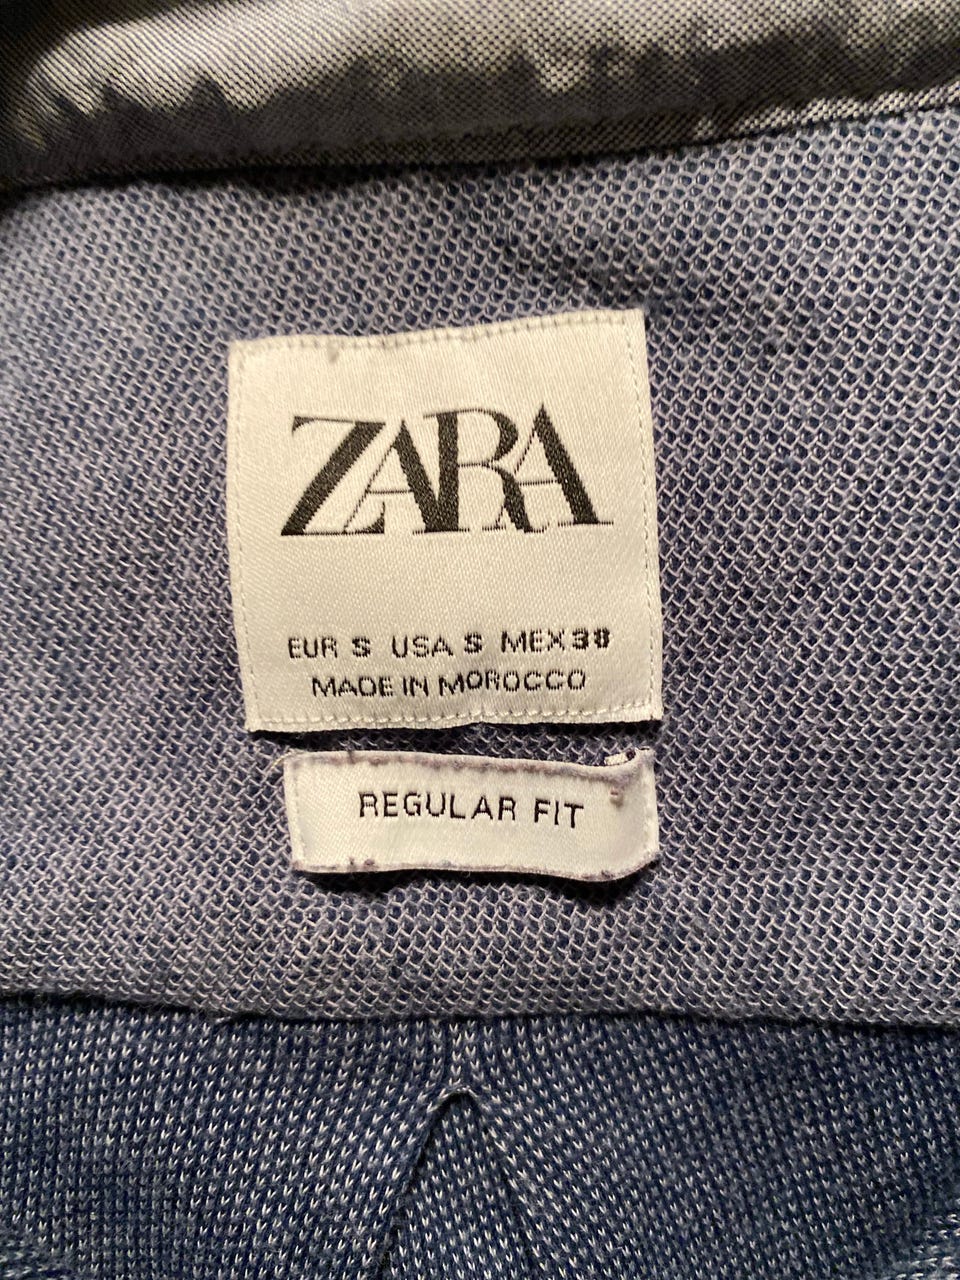 ZARA
EUR S USA S MEX 38
MADE IN MOROCCO
REGULAR FIT